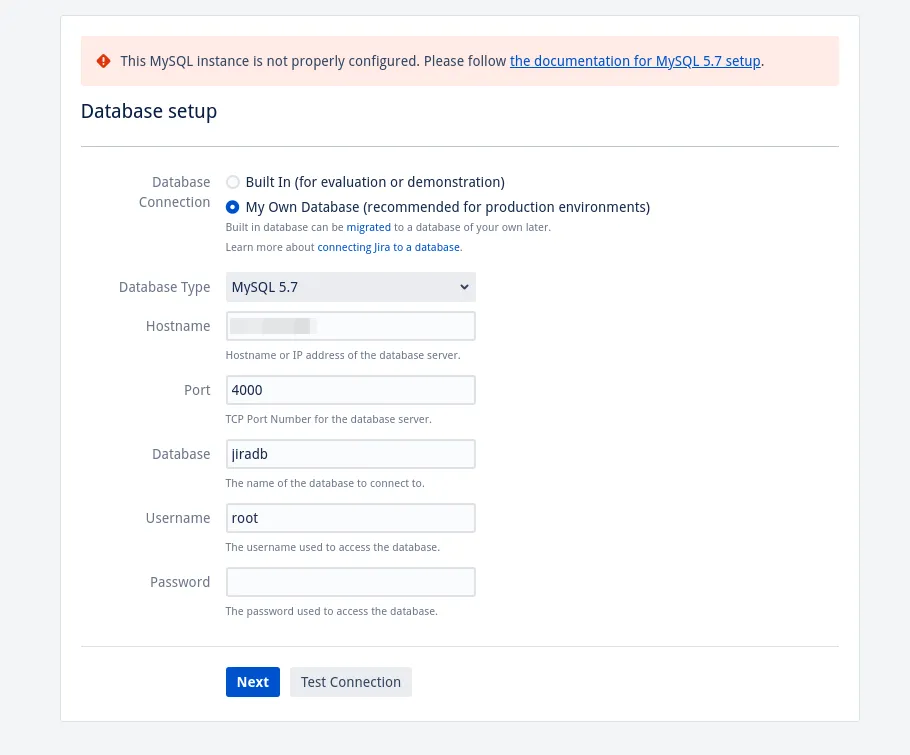 This MySQL instance is not properly configured. Please follow the documentation for MySQL 5.7 setup.
Database setup
Database Connection
Built In (for evaluation or demonstration)
My Own Database (recommended for production environments)
Built in database can be migrated to a database of your own later.
Learn more about connecting Jira to a database.
Database Type
MySQL 5.7
Hostname
Hostname or IP address of the database server.
Port
4000
TCP Port Number for the database server.
Database
jiradb
The name of the database to connect to.
Username
root
The username used to access the database.
Password
The password used to access the database.
Next
Test Connection